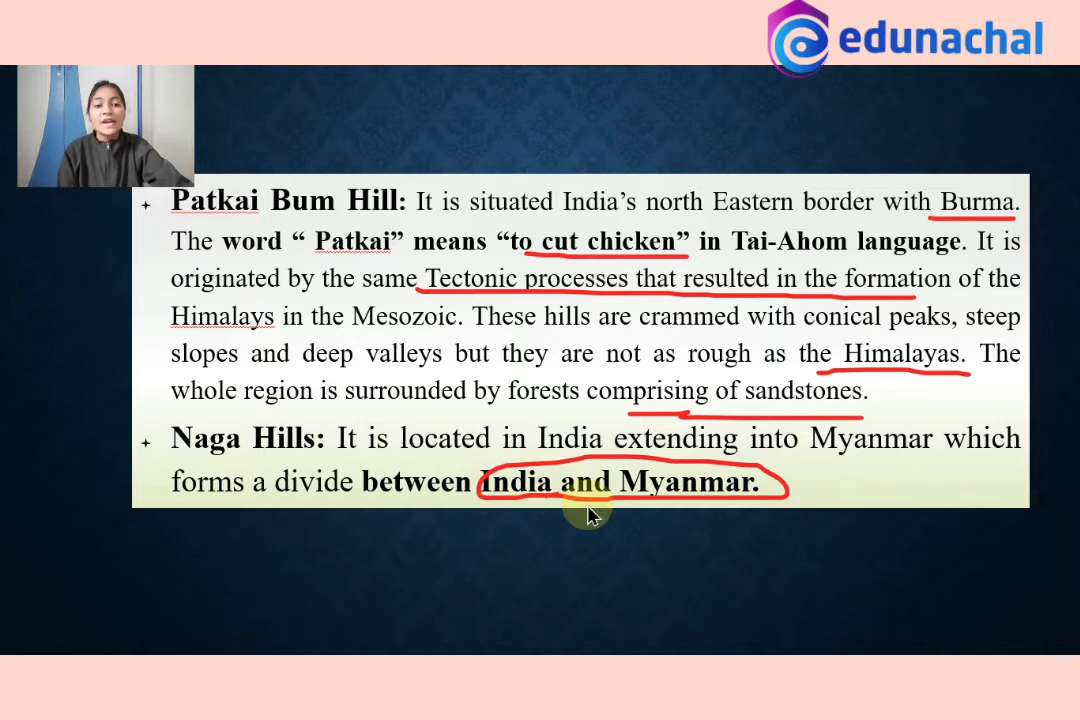 edunachal
Patkai Bum Hill: It is situated India’s north Eastern border with Burma.
The word “ Patkai” means “to cut chicken” in Tai-Ahom language. It is
originated by the same Tectonic processes that resulted in the formation of the
Himalays in the Mesozoic. These hills are crammed with conical peaks, steep
slopes and deep valleys but they are not as rough as the Himalayas. The
whole region is surrounded by forests comprising of sandstones.
Naga Hills: It is located in India extending into Myanmar which
forms a divide between India and Myanmar.